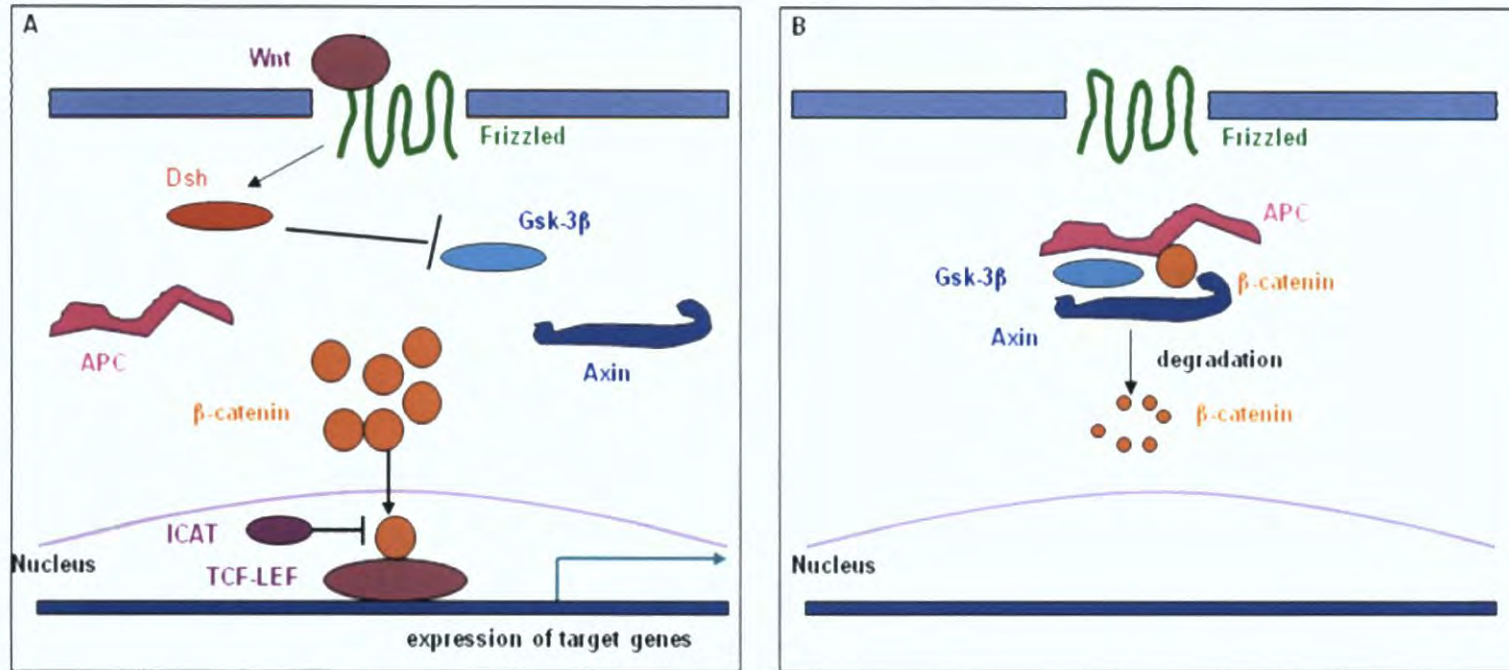 A
Wnt
Frizzled
Dsh
Gsk-3β
APC
Axin
β-catenin
ICAT
Nucleus
TCF-LEF
expression of target genes
B
Frizzled
APC
Gsk-3β
β-catenin
Axin
degradation
β-catenin
Nucleus